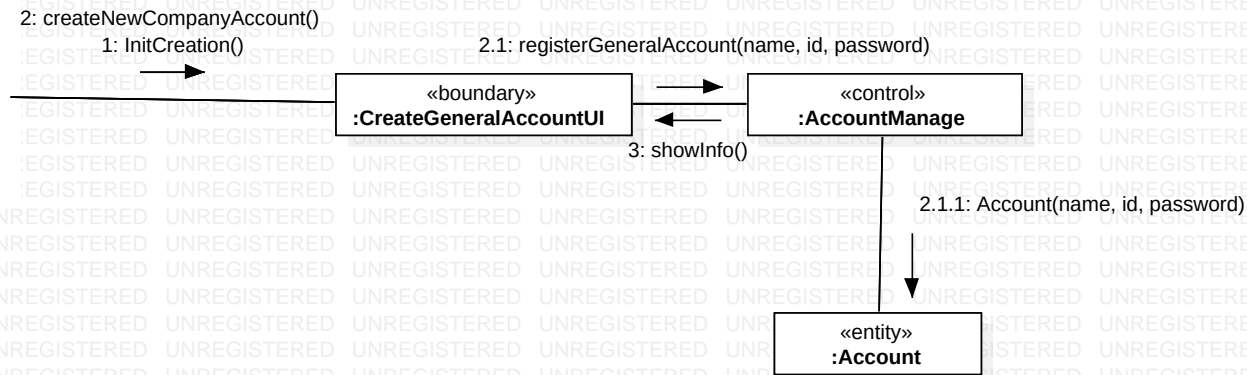 2: createNewCompanyAccount()
1: InitCreation()
2.1: registerGeneralAccount(name, id, password)
«boundary»
:CreateGeneralAccountUI
«control»
:AccountManage
3: showInfo()
2.1.1: Account(name, id, password)
«entity»
:Account
UNREGISTERED